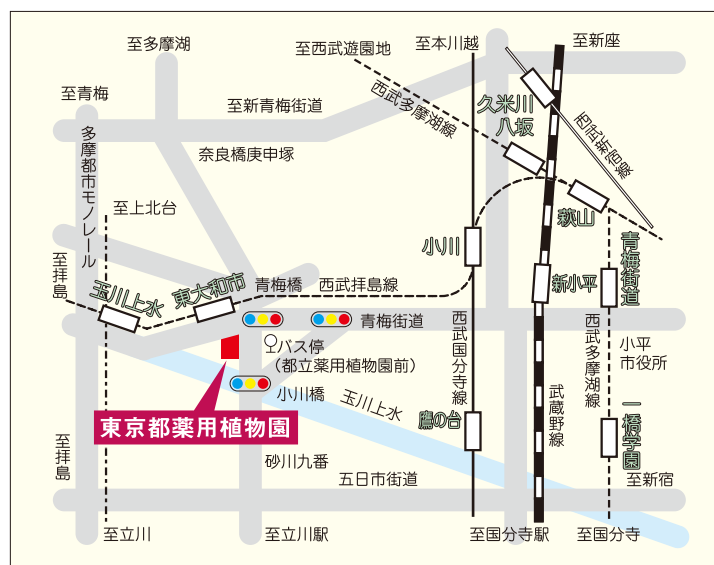 至多摩湖
至西武遊園地
至本川越
至新座
至青梅
至新青梅街道
西武多摩湖線
久米川
八坂
西武新宿線
多摩都市モノレール
奈良橋庚申塚
至上北台
萩山
小川
青梅街道
至拝島
玉川上水
東大和市
青梅橋
西武拝島線
新小平
青梅街道
バス停
(都立薬用植物園前)
西武国分寺線
西武多摩湖線
小平
市役所
小川橋
玉川上水
武蔵野線
東京都薬用植物園
鷹の台
一橋学園
至拝島
砂川九番
五日市街道
至新宿
至立川
至立川駅
至国分寺駅
至国分寺